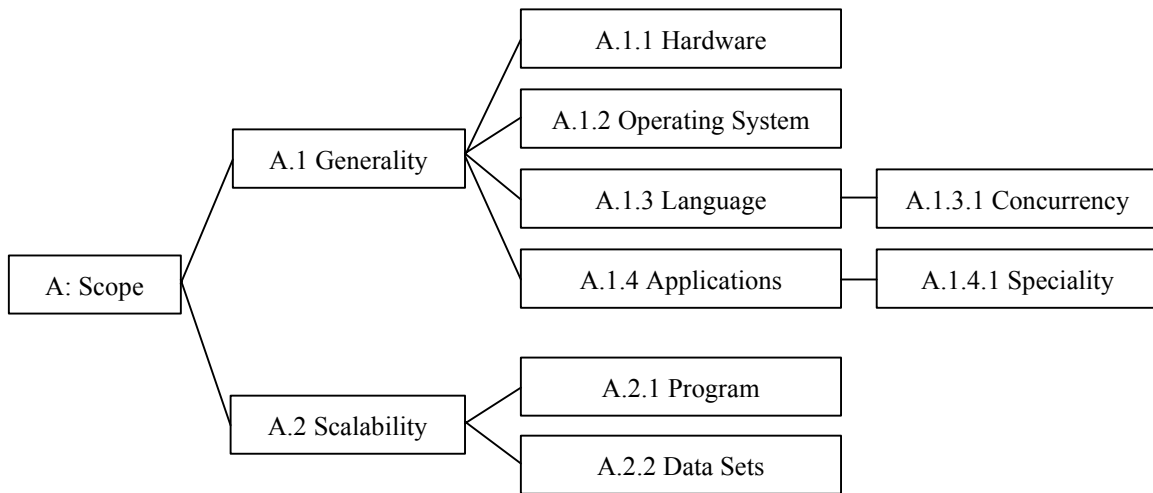 A.1.1 Hardware
A.1.2 Operating System
A.1 Generality
A.1.3 Language
A.1.3.1 Concurrency
A: Scope
A.1.4 Applications
A.1.4.1 Speciality
A.2.1 Program
A.2 Scalability
A.2.2 Data Sets